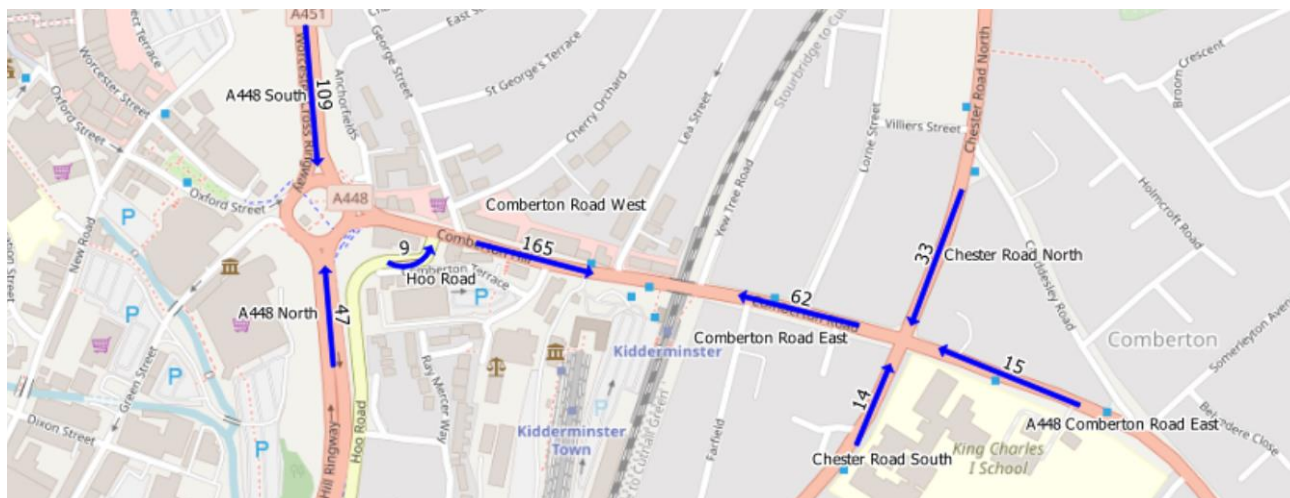 A451
East Street
Terrace
Worcester Street
Oxford Street
George Street
St George's Terrace
Anchorfields
A448 South
109
Cherry Orchard
Lea Street
Stourbridge to
Lorne Street
Villiers Street
Chester Road North
Broom Crescent
Holmcroft Road
Oxford Street
P
A448
Comberton Road West
Yew Tree Road
New Road
P
9
165
33
Chester Road North
Hoo Road
P
62
Comberton Road
Comberton Road East
A448 North
47
Kidderminster
Comberton
Somerleyton Avenue
15
P
P
Green Street
Ray Mercer Way
Hoo Road
14
A448 Comberton Road East
Belvedere Close
Dixon Street
P
Kidderminster
Town
P
Farfield
Chester Road South
King Charles
I School
Hill Ringway